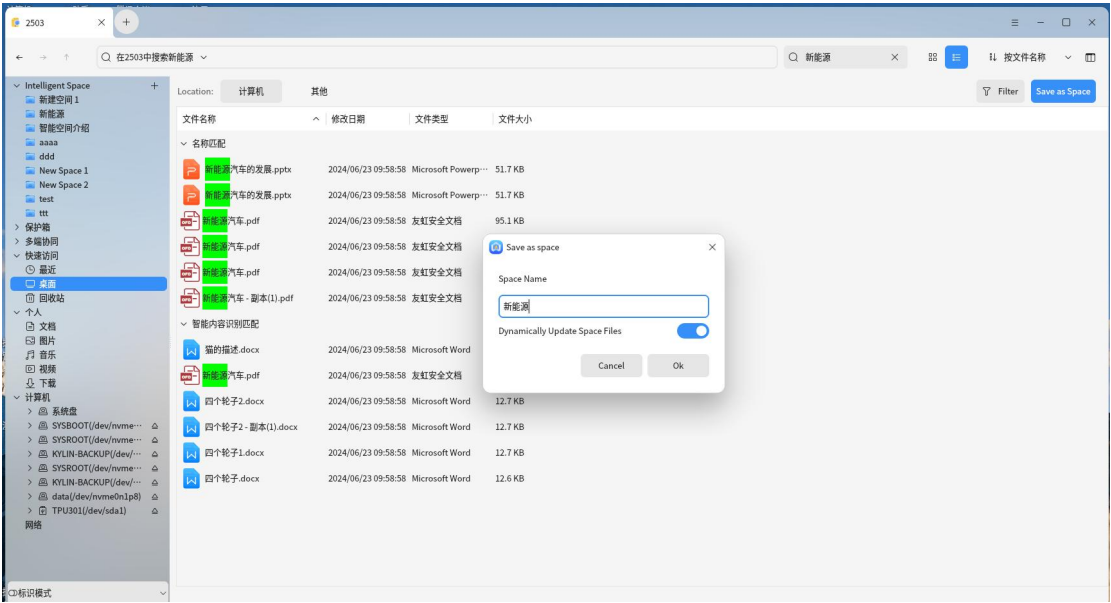 2503
在2503中搜索新能源
新能源
按文件名称
Intelligent Space
新建空间 1
新能源
智能空间介绍
aaaa
ddd
New Space 1
New Space 2
test
ttt
保护箱
多端协同
快速访问
最近
桌面
回收站
个人
文档
图片
音乐
视频
下载
计算机
系统盘
SYSBOOT(/dev/nvme···
SYSROOT(/dev/nvme···
KYLIN-BACKUP(/dev/···
SYSROOT(/dev/nvme···
KYLIN-BACKUP(/dev/···
data(/dev/nvme0n1p8)
TPU301(/dev/sda1)
网络
标识模式
Location: 计算机 其他
Filter Save as Space
文件名称 修改日期 文件类型 文件大小
名称匹配
新能源汽车的发展.pptx 2024/06/23 09:58:58 Microsoft Powerp··· 51.7 KB
新能源汽车的发展.pptx 2024/06/23 09:58:58 Microsoft Powerp··· 51.7 KB
新能源汽车.pdf 2024/06/23 09:58:58 友虹安全文档 95.1 KB
新能源汽车.pdf 2024/06/23 09:58:58 友虹安全文档
新能源汽车.pdf 2024/06/23 09:58:58 友虹安全文档
新能源汽车 - 副本(1).pdf 2024/06/23 09:58:58 友虹安全文档
智能内容识别匹配
猫的描述.docx 2024/06/23 09:58:58 Microsoft Word
新能源汽车.pdf 2024/06/23 09:58:58 友虹安全文档
四个轮子2.docx 2024/06/23 09:58:58 Microsoft Word 12.7 KB
四个轮子2 - 副本(1).docx 2024/06/23 09:58:58 Microsoft Word 12.7 KB
四个轮子1.docx 2024/06/23 09:58:58 Microsoft Word 12.7 KB
四个轮子.docx 2024/06/23 09:58:58 Microsoft Word 12.6 KB
Save as space
Space Name
新能源
Dynamically Update Space Files
Cancel Ok